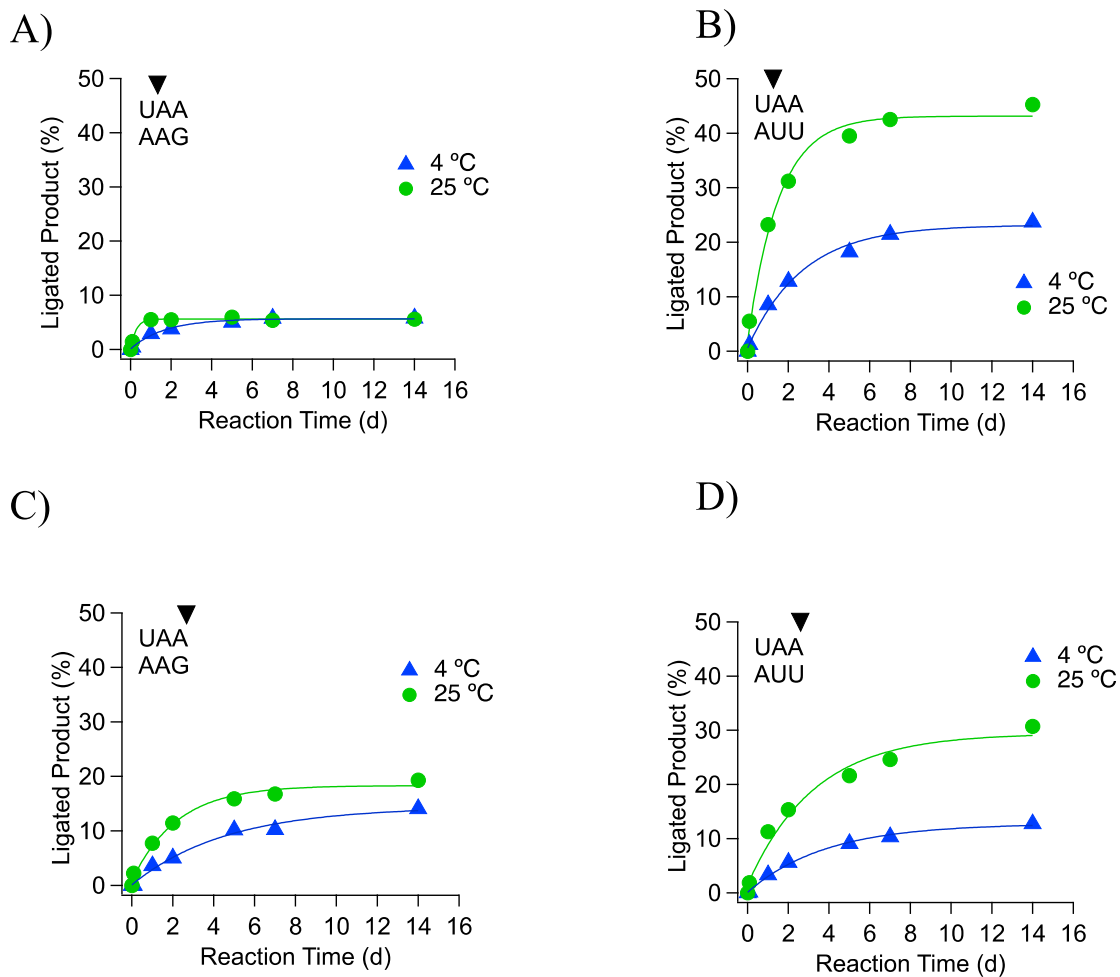 A)
50
40
30
20
10
0
Ligated Product (%)
UAA
AAG
4 ºC
25 ºC
0 2 4 6 8 10 12 14 16
Reaction Time (d)
B)
50
40
30
20
10
0
Ligated Product (%)
UAA
AUU
4 ºC
25 ºC
0 2 4 6 8 10 12 14 16
Reaction Time (d)
C)
50
40
30
20
10
0
Ligated Product (%)
UAA
AAG
4 ºC
25 ºC
0 2 4 6 8 10 12 14 16
Reaction Time (d)
D)
50
40
30
20
10
0
Ligated Product (%)
UAA
AUU
4 ºC
25 ºC
0 2 4 6 8 10 12 14 16
Reaction Time (d)